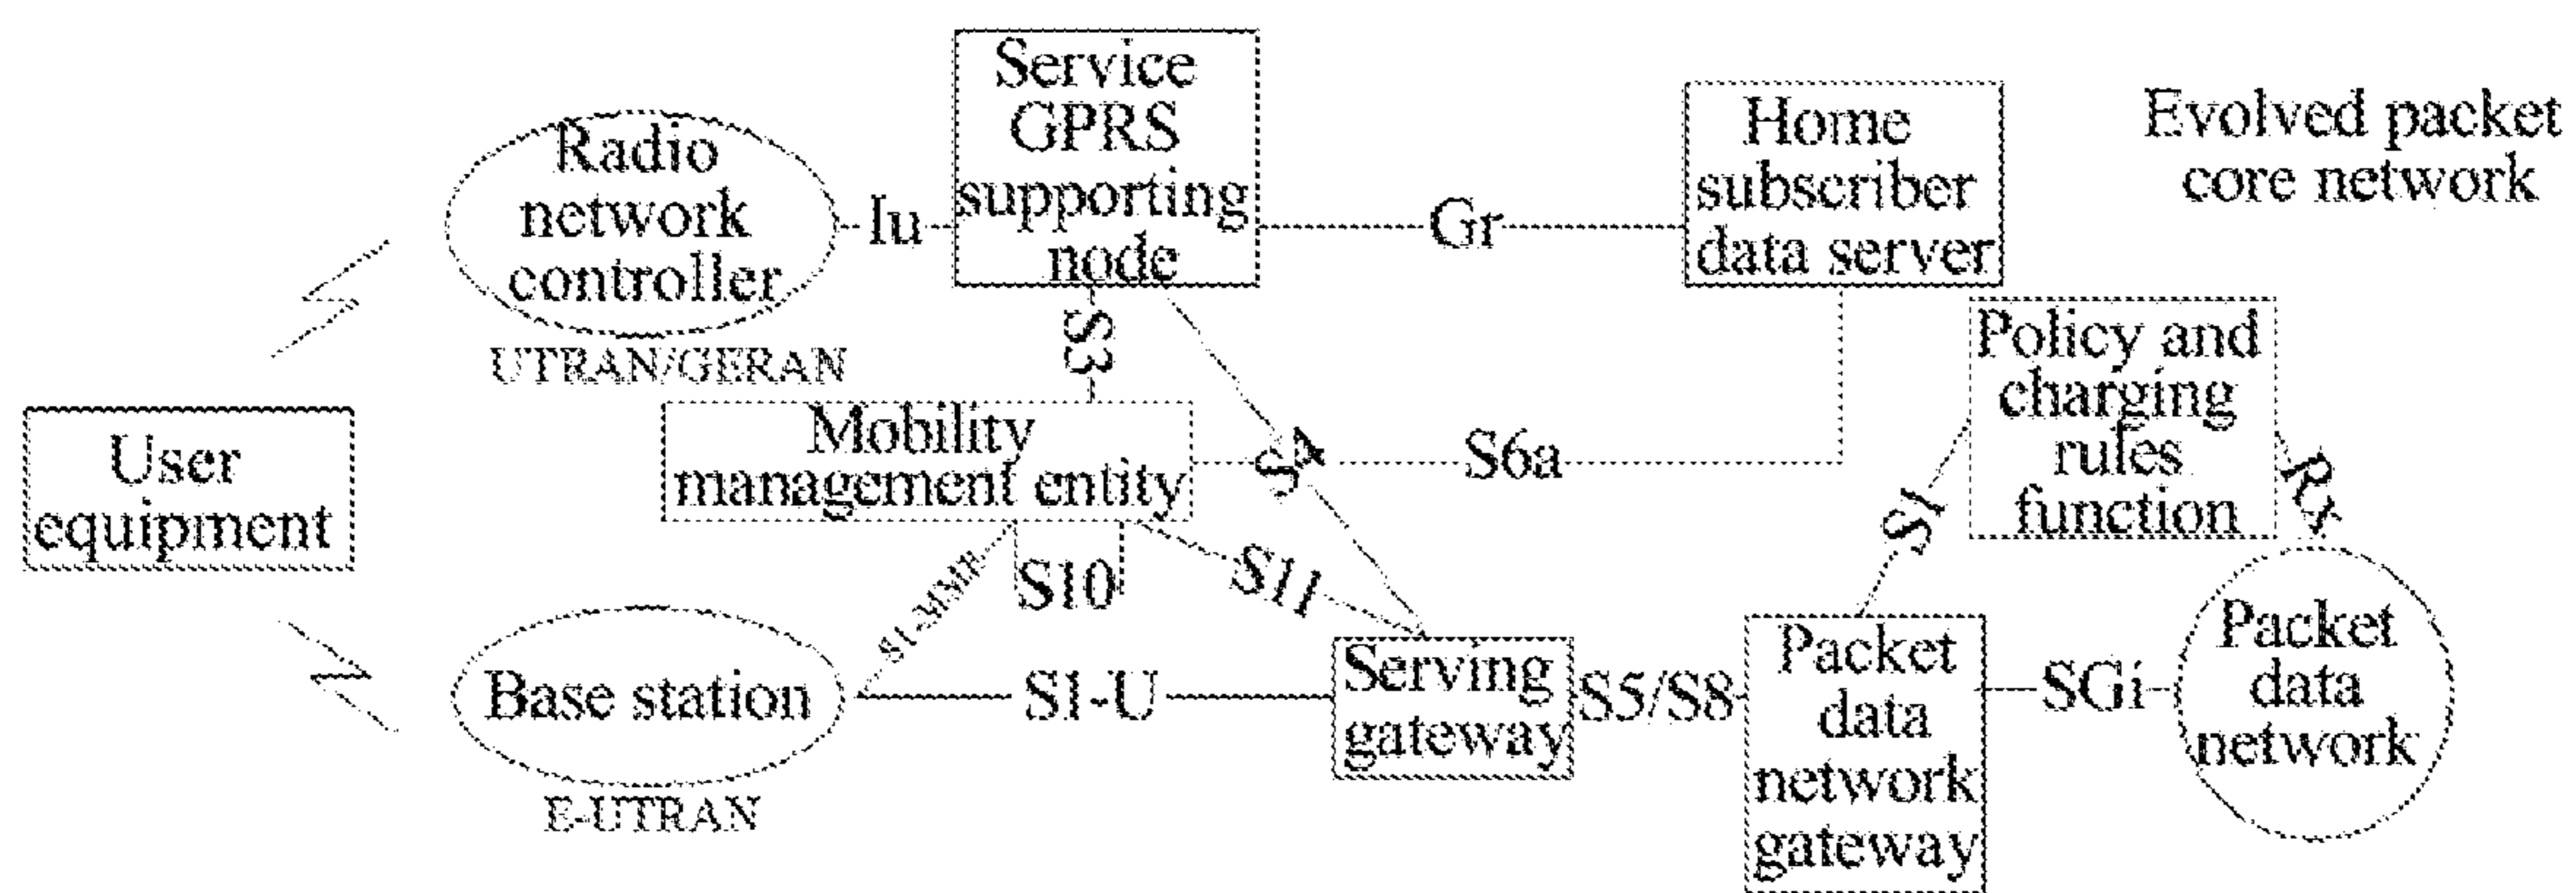 Service
GPRS
supporting
node
Home
subscriber
data server
Evolved packet
core network
Radio
network
controller
Iu
Gr
UTRAN/GERAN
S3
Policy and
charging
rules
function
Mobility
management entity
S4
S6a
User
equipment
S1-MME
S10
S11
Base station
S1-U
E-UTRAN
Serving
gateway
S5/S8
Packet
data
network
gateway
SGi
Packet
data
network